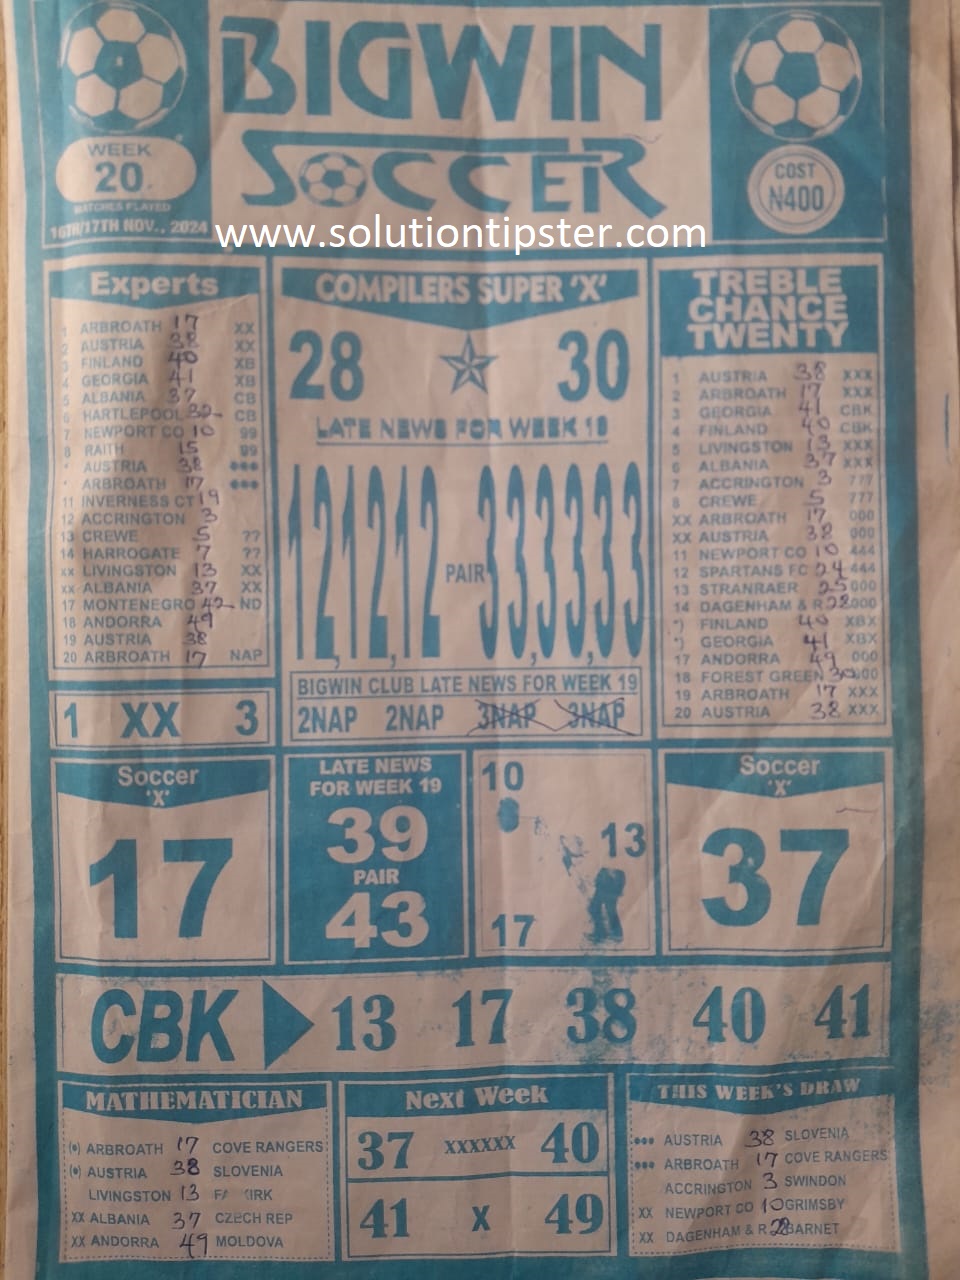 BIGWIN
SOCCER
WEEK
20
MATCHES PLAYED
16TH/17TH NOV., 2024
COST
₦400
www.solutiontipster.com
Experts
1 ARBROATH 17 XX
2 AUSTRIA 38 XX
3 FINLAND 40 XB
4 GEORGIA 41 XB
5 ALBANIA 37 CB
6 HARTLEPOOL 32 CB
7 NEWPORT CO 10 99
8 RAITH 15 99
* AUSTRIA 38 ●●●
* ARBROATH 17 ●●●
11 INVERNESS CT 19
12 ACCRINGTON 3
13 CREWE 5 ??
14 HARROGATE 7 ??
xx LIVINGSTON 13 XX
xx ALBANIA 37 XX
17 MONTENEGRO 42 ND
18 ANDORRA 49
19 AUSTRIA 38
20 ARBROATH 17 NAP
1 XX 3
COMPILERS SUPER 'X'
28 30
LATE NEWS FOR WEEK 18
12,12,12 PAIR 33,33,33
BIGWIN CLUB LATE NEWS FOR WEEK 19
2NAP 2NAP 3NAP 3NAP
TREBLE
CHANCE
TWENTY
1 AUSTRIA 38 XXX
2 ARBROATH 17 XXX
3 GEORGIA 41 CBK
4 FINLAND 40 CBK
5 LIVINGSTON 13 XXX
6 ALBANIA 37 XXX
7 ACCRINGTON 3 ???
8 CREWE 5 ???
XX ARBROATH 17 000
XX AUSTRIA 38 000
11 NEWPORT CO 10 444
12 SPARTANS FC 24 444
13 STRANRAER 25 000
14 DAGENHAM & R 28 000
*) FINLAND 40 XBX
*) GEORGIA 41 XBX
17 ANDORRA 49 000
18 FOREST GREEN 30 000
19 ARBROATH 17 XXX
20 AUSTRIA 38 XXX
Soccer
'X'
17
LATE NEWS
FOR WEEK 19
39
PAIR
43
10
13
17
Soccer
'X'
37
CBK 13 17 38 40 41
MATHEMATICIAN
(•) ARBROATH 17 COVE RANGERS
(•) AUSTRIA 38 SLOVENIA
LIVINGSTON 13
XX ALBANIA 37 CZECH REP
XX ANDORRA 49 MOLDOVA
Next Week
37 XXXXXX 40
41 X 49
THIS WEEK'S DRAW
●●● AUSTRIA 38 SLOVENIA
●●● ARBROATH 17 COVE RANGERS
ACCRINGTON 3 SWINDON
XX NEWPORT CO 10 GRIMSBY
XX DAGENHAM & R 28 BARNET